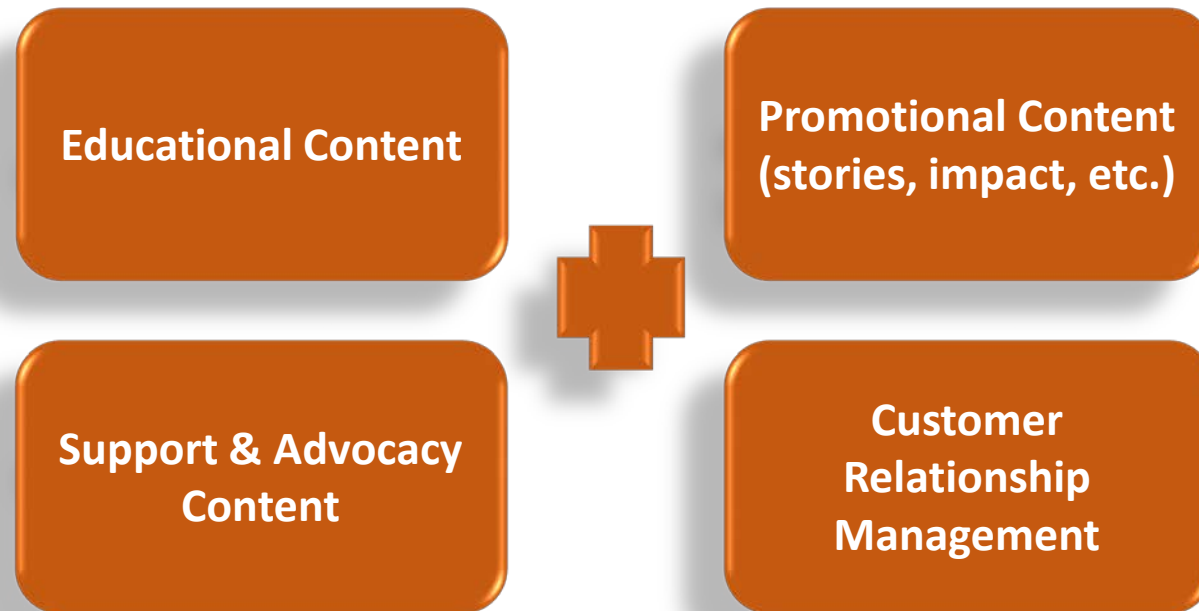 Educational Content
Promotional Content
(stories, impact, etc.)
Support & Advocacy
Content
Customer
Relationship
Management